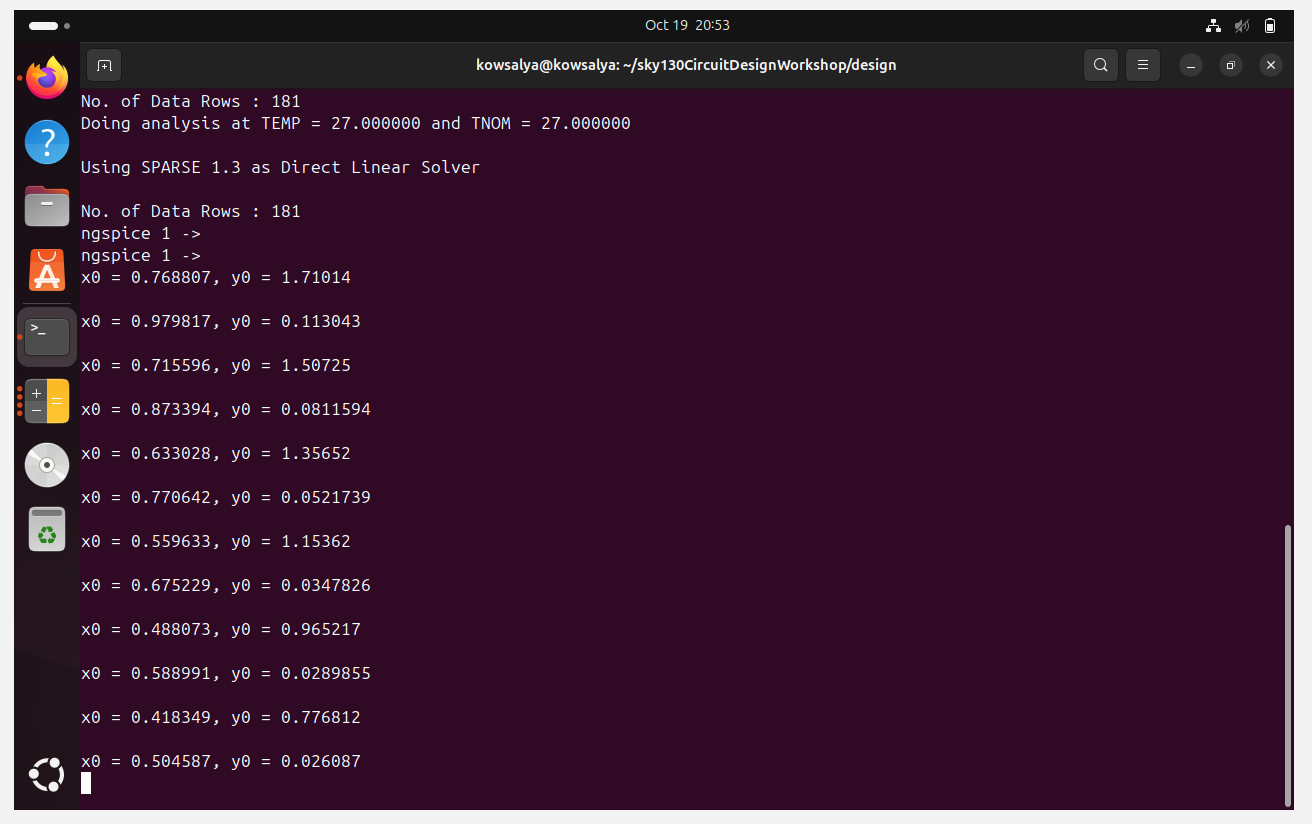 Oct 19 20:53
kowsalya@kowsalya: ~/sky130CircuitDesignWorkshop/design
No. of Data Rows : 181
Doing analysis at TEMP = 27.000000 and TNOM = 27.000000
Using SPARSE 1.3 as Direct Linear Solver
No. of Data Rows : 181
ngspice 1 ->
ngspice 1 ->
x0 = 0.768807, y0 = 1.71014
x0 = 0.979817, y0 = 0.113043
x0 = 0.715596, y0 = 1.50725
x0 = 0.873394, y0 = 0.0811594
x0 = 0.633028, y0 = 1.35652
x0 = 0.770642, y0 = 0.0521739
x0 = 0.559633, y0 = 1.15362
x0 = 0.675229, y0 = 0.0347826
x0 = 0.488073, y0 = 0.965217
x0 = 0.588991, y0 = 0.0289855
x0 = 0.418349, y0 = 0.776812
x0 = 0.504587, y0 = 0.026087